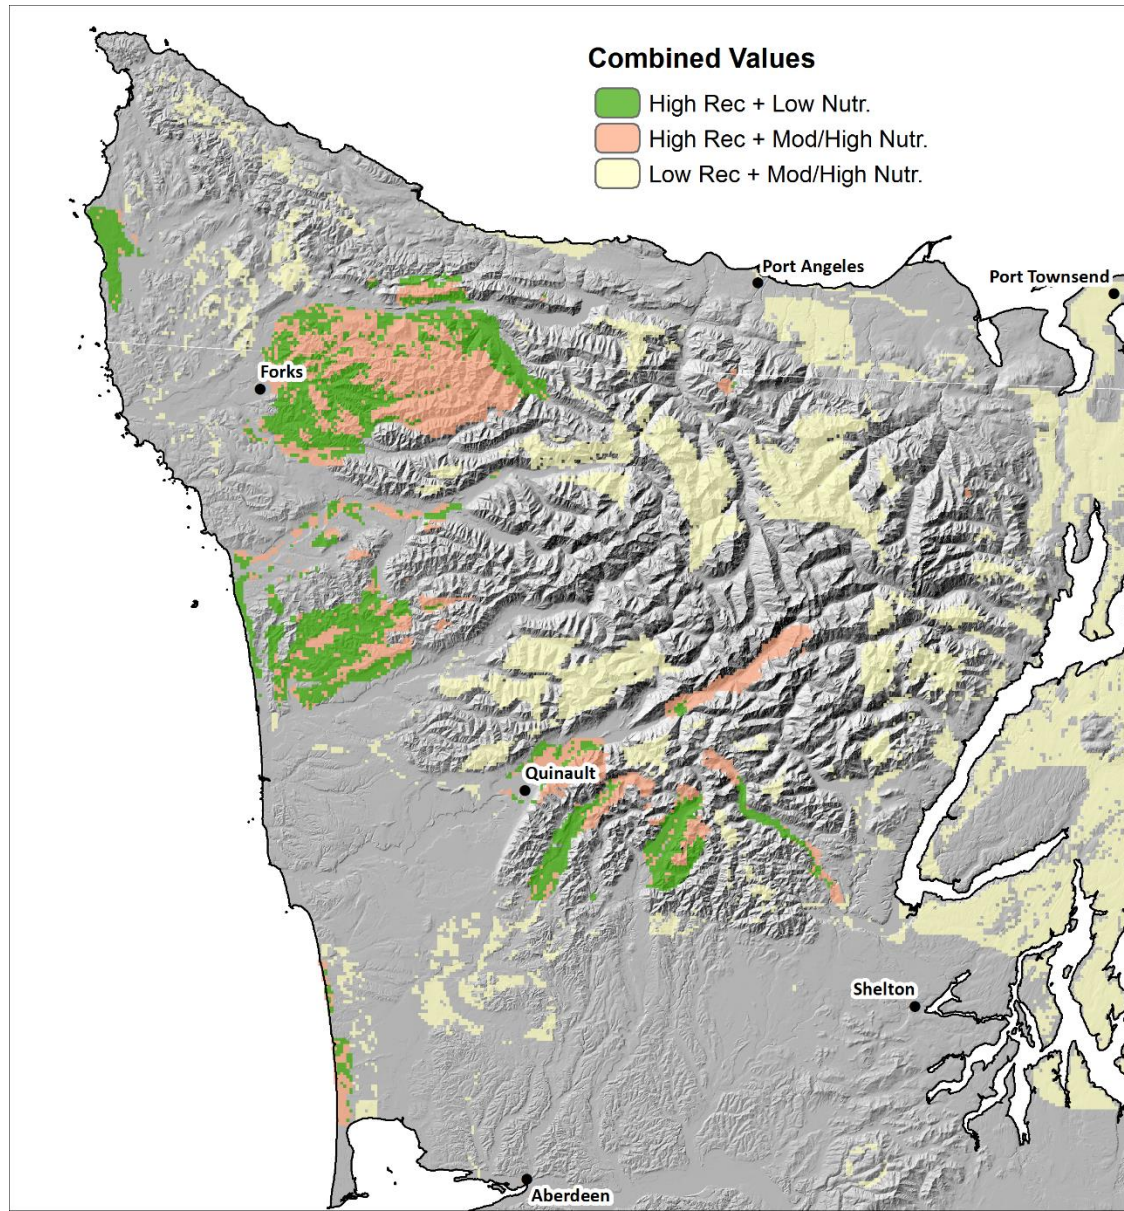 Combined Values
High Rec + Low Nutr.
High Rec + Mod/High Nutr.
Low Rec + Mod/High Nutr.
Port Angeles
Port Townsend
Forks
Quinault
Shelton
Aberdeen